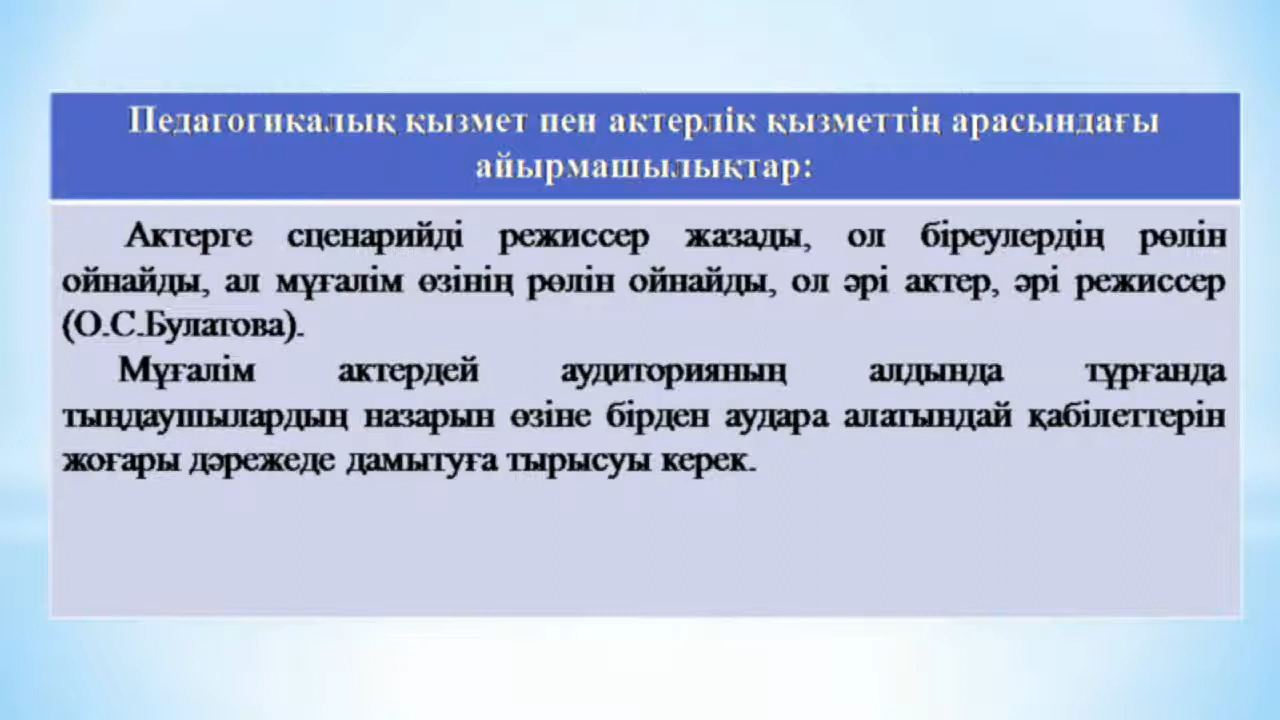 Педагогикалық қызмет пен актерлік қызметтің арасындағы
айырмашылықтар:
Актерге сценарийді режиссер жазады, ол біреулердің рөлін
ойнайды, ал мұғалім өзінің рөлін ойнайды, ол әрі актер, әрі режиссер
(О.С.Булатова).
Мұғалім актердей аудиторияның алдында тұрғанда
тыңдаушылардың назарын өзіне бірден аудара алатындай қабілеттерін
жоғары дәрежеде дамытуға тырысуы керек.